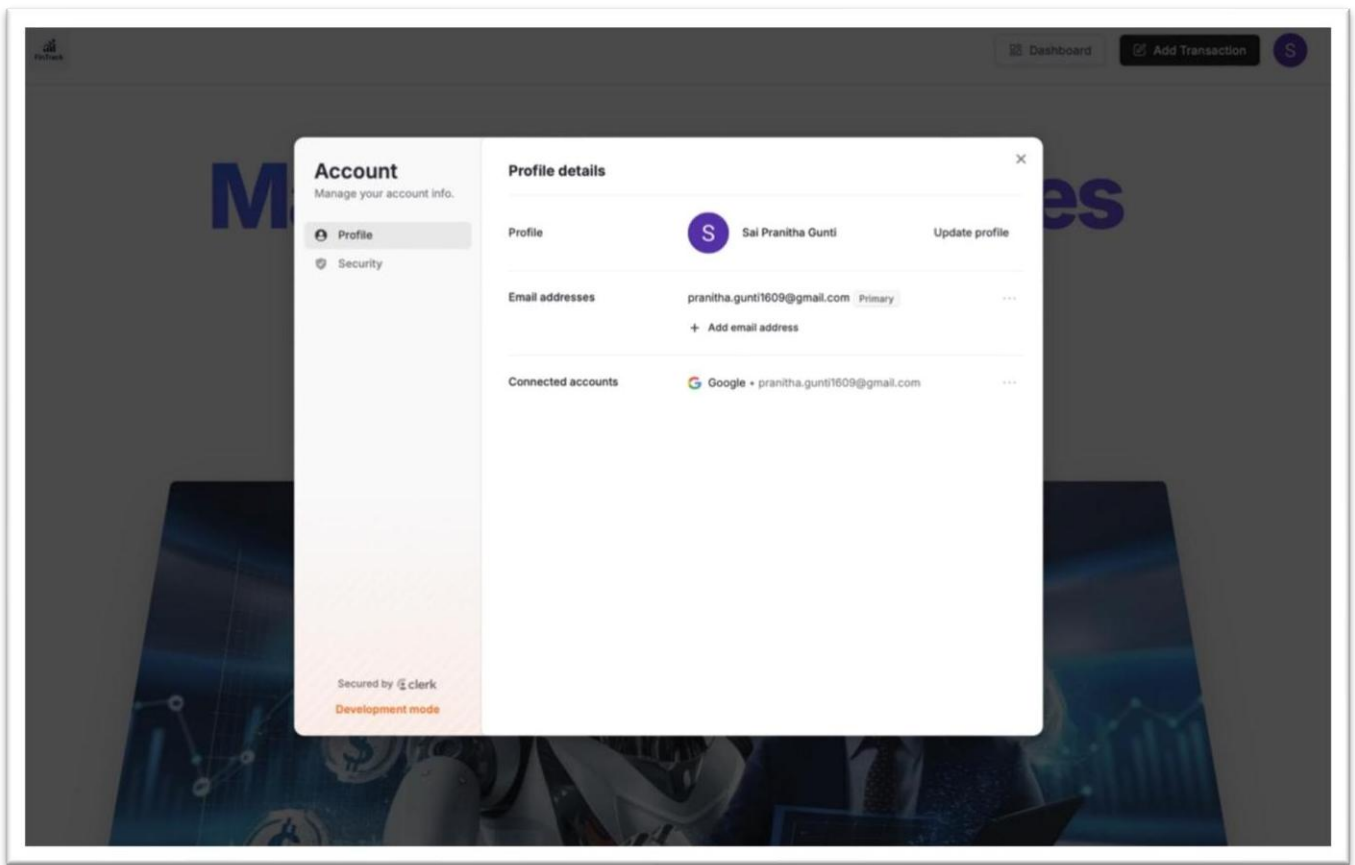 FinTrack
Dashboard
Add Transaction
S
M
es
Account
Manage your account info.
Profile
Security
Profile details
Profile
S
Sai Pranitha Gunti
Update profile
Email addresses
pranitha.gunti1609@gmail.com Primary
+ Add email address
Connected accounts
Google • pranitha.gunti1609@gmail.com
Secured by clerk
Development mode